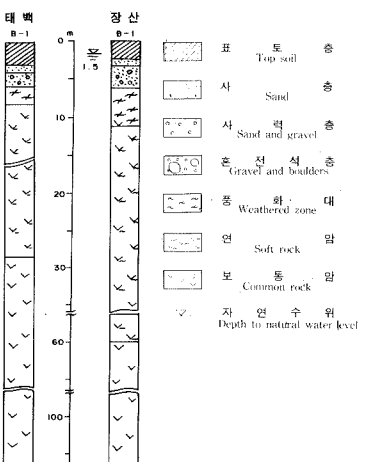 태백
B-1
m
장산
B-1
0
1.5
10
20
30
60
100
표토층
Top soil
사층
Sand
사력층
Sand and gravel
혼전석층
Gravel and boulders
풍화대
Weathered zone
연암
Soft rock
보통암
Common rock
자연수위
Depth to natural water level